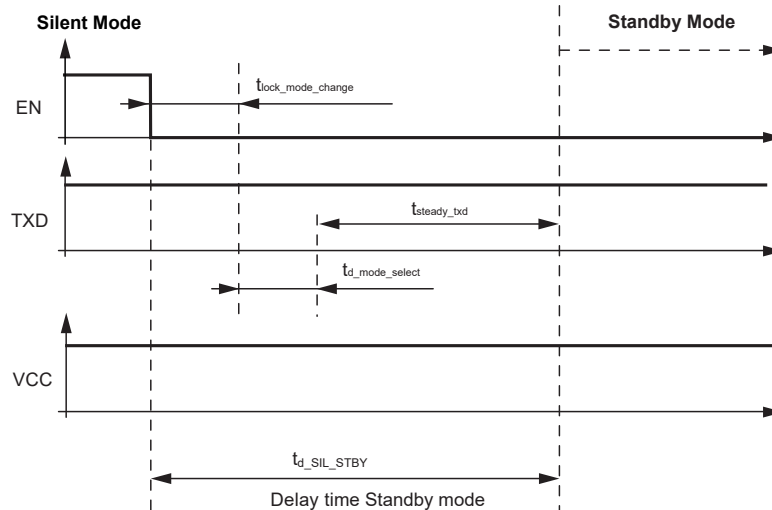 Silent Mode
Standby Mode
EN
tlock_mode_change
TXD
tsteady_txd
td_mode_select
VCC
td_SIL_STBY
Delay time Standby mode